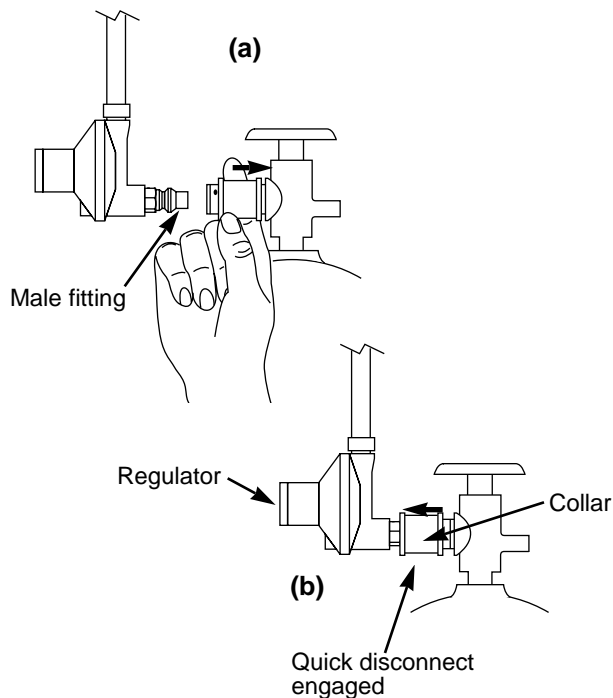 (a)
Male fitting
Regulator
Collar
(b)
Quick disconnect
engaged